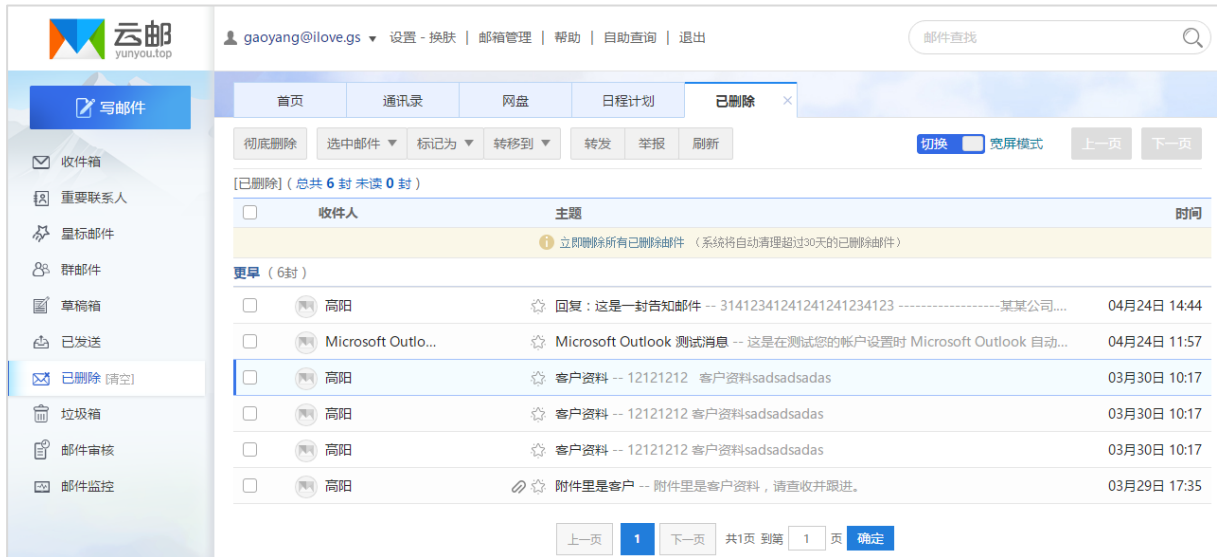 云邮
yunyou.top
gaoyang@ilove.gs ▼ 设置 - 换肤 | 邮箱管理 | 帮助 | 自助查询 | 退出
邮件查找
写邮件
收件箱
重要联系人
星标邮件
群邮件
草稿箱
已发送
已删除 [清空]
垃圾箱
邮件审核
邮件监控
首页 通讯录 网盘 日程计划 已删除 ×
彻底删除 选中邮件 ▼ 标记为 ▼ 转移到 ▼ 转发 举报 刷新 切换 宽屏模式 上一页 下一页
[已删除] ( 总共 6 封 未读 0 封 )
收件人 主题 时间
立即删除所有已删除邮件 （系统将自动清理超过30天的已删除邮件）
更早 （ 6封 ）
高阳 回复：这是一封告知邮件 -- 31412341241241241234123 ------------------某某公司.... 04月24日 14:44
Microsoft Outlo... Microsoft Outlook 测试消息 -- 这是在测试您的帐户设置时 Microsoft Outlook 自动... 04月24日 11:57
高阳 客户资料 -- 12121212 客户资料sadsadsadas 03月30日 10:17
高阳 客户资料 -- 12121212 客户资料sadsadsadas 03月30日 10:17
高阳 客户资料 -- 12121212 客户资料sadsadsadas 03月30日 10:17
高阳 附件里是客户 -- 附件里是客户资料，请查收并跟进。 03月29日 17:35
上一页 1 下一页 共1页 到第 1 页 确定